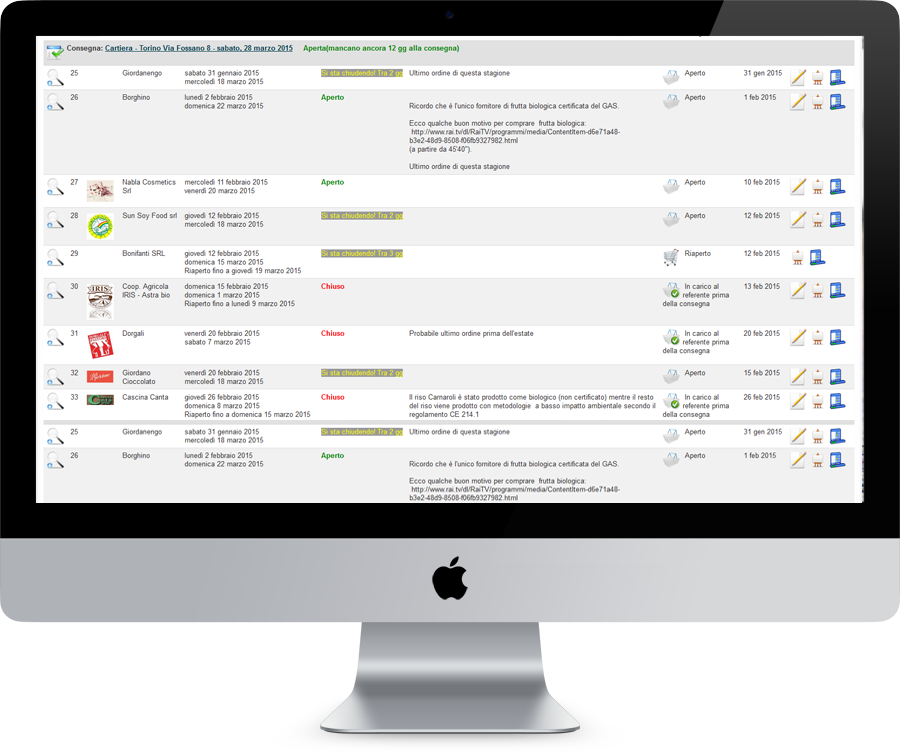 Consegna: Cartiera - Torino Via Fossano 8 - sabato, 28 marzo 2015 Aperta(mancano ancora 12 gg alla consegna)
25 Giordanengo sabato 31 gennaio 2015 Si sta chiudendo! Tra 2 gg Ultimo ordine di questa stagione Aperto 31 gen 2015
mercoledì 18 marzo 2015
26 Borghino lunedì 2 febbraio 2015 Aperto Aperto 1 feb 2015
domenica 22 marzo 2015 Ricordo che è l'unico fornitore di frutta biologica certificata del GAS.
Ecco qualche buon motivo per comprare frutta biologica:
http://www.rai.tv/dl/RaiTV/programmi/media/ContentItem-d6e71a48-
b3e2-48d9-8508-f06fb9327982.html
(a partire da 45'40").
Ultimo ordine di questa stagione
27 Nabla Cosmetics mercoledì 11 febbraio 2015 Aperto Aperto 10 feb 2015
Srl venerdì 20 marzo 2015
28 Sun Soy Food srl giovedì 12 febbraio 2015 Si sta chiudendo! Tra 2 gg Aperto 12 feb 2015
mercoledì 18 marzo 2015
29 Bonifanti SRL giovedì 12 febbraio 2015 Si sta chiudendo! Tra 3 gg Riaperto 12 feb 2015
domenica 15 marzo 2015
Riaperto fino a giovedì 19 marzo 2015
30 IRIS Coop. Agricola domenica 15 febbraio 2015 Chiuso In carico al 13 feb 2015
IRIS - Astra bio domenica 1 marzo 2015 referente prima
Riaperto fino a lunedì 9 marzo 2015 della consegna
31 Dorgali venerdì 20 febbraio 2015 Chiuso Probabile ultimo ordine prima dell'estate In carico al 20 feb 2015
sabato 7 marzo 2015 referente prima
della consegna
32 Giordano venerdì 20 febbraio 2015 Si sta chiudendo! Tra 2 gg Aperto 15 feb 2015
Cioccolato mercoledì 18 marzo 2015
33 Cascina Canta giovedì 26 febbraio 2015 Chiuso Il riso Carnaroli è stato prodotto come biologico (non certificato) mentre il resto In carico al 26 feb 2015
domenica 8 marzo 2015 del riso viene prodotto con metodologie a basso impatto ambientale secondo il referente prima
Riaperto fino a domenica 15 marzo 2015 regolamento CE 214.1 della consegna
25 Giordanengo sabato 31 gennaio 2015 Si sta chiudendo! Tra 2 gg Ultimo ordine di questa stagione Aperto 31 gen 2015
mercoledì 18 marzo 2015
26 Borghino lunedì 2 febbraio 2015 Aperto Aperto 1 feb 2015
domenica 22 marzo 2015 Ricordo che è l'unico fornitore di frutta biologica certificata del GAS.
Ecco qualche buon motivo per comprare frutta biologica:
http://www.rai.tv/dl/RaiTV/programmi/media/ContentItem-d6e71a48-
b3e2-48d9-8508-f06fb9327982.html